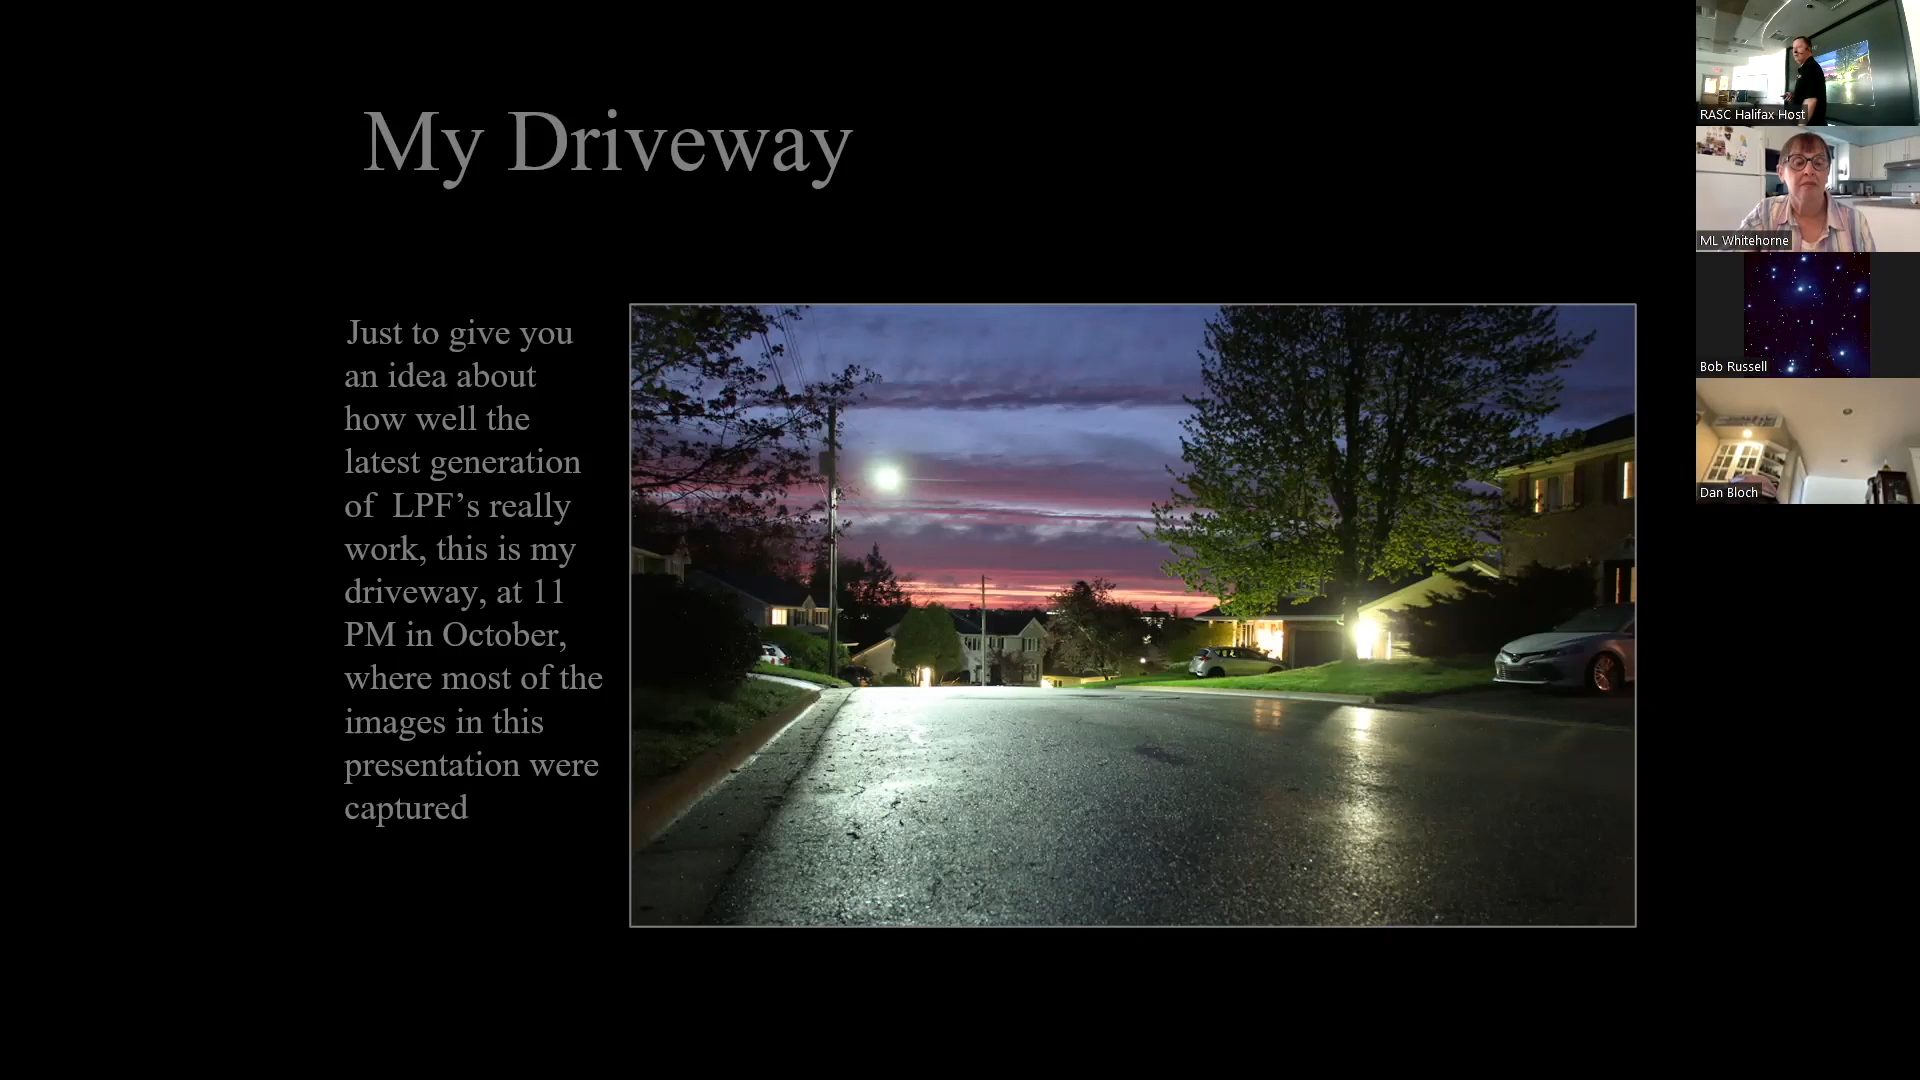 My Driveway
Just to give you
an idea about
how well the
latest generation
of  LPF’s really
work, this is my
driveway, at 11
PM in October,
where most of the
images in this
presentation were
captured
RASC Halifax Host
ML Whitehorne
Bob Russell
Dan Bloch